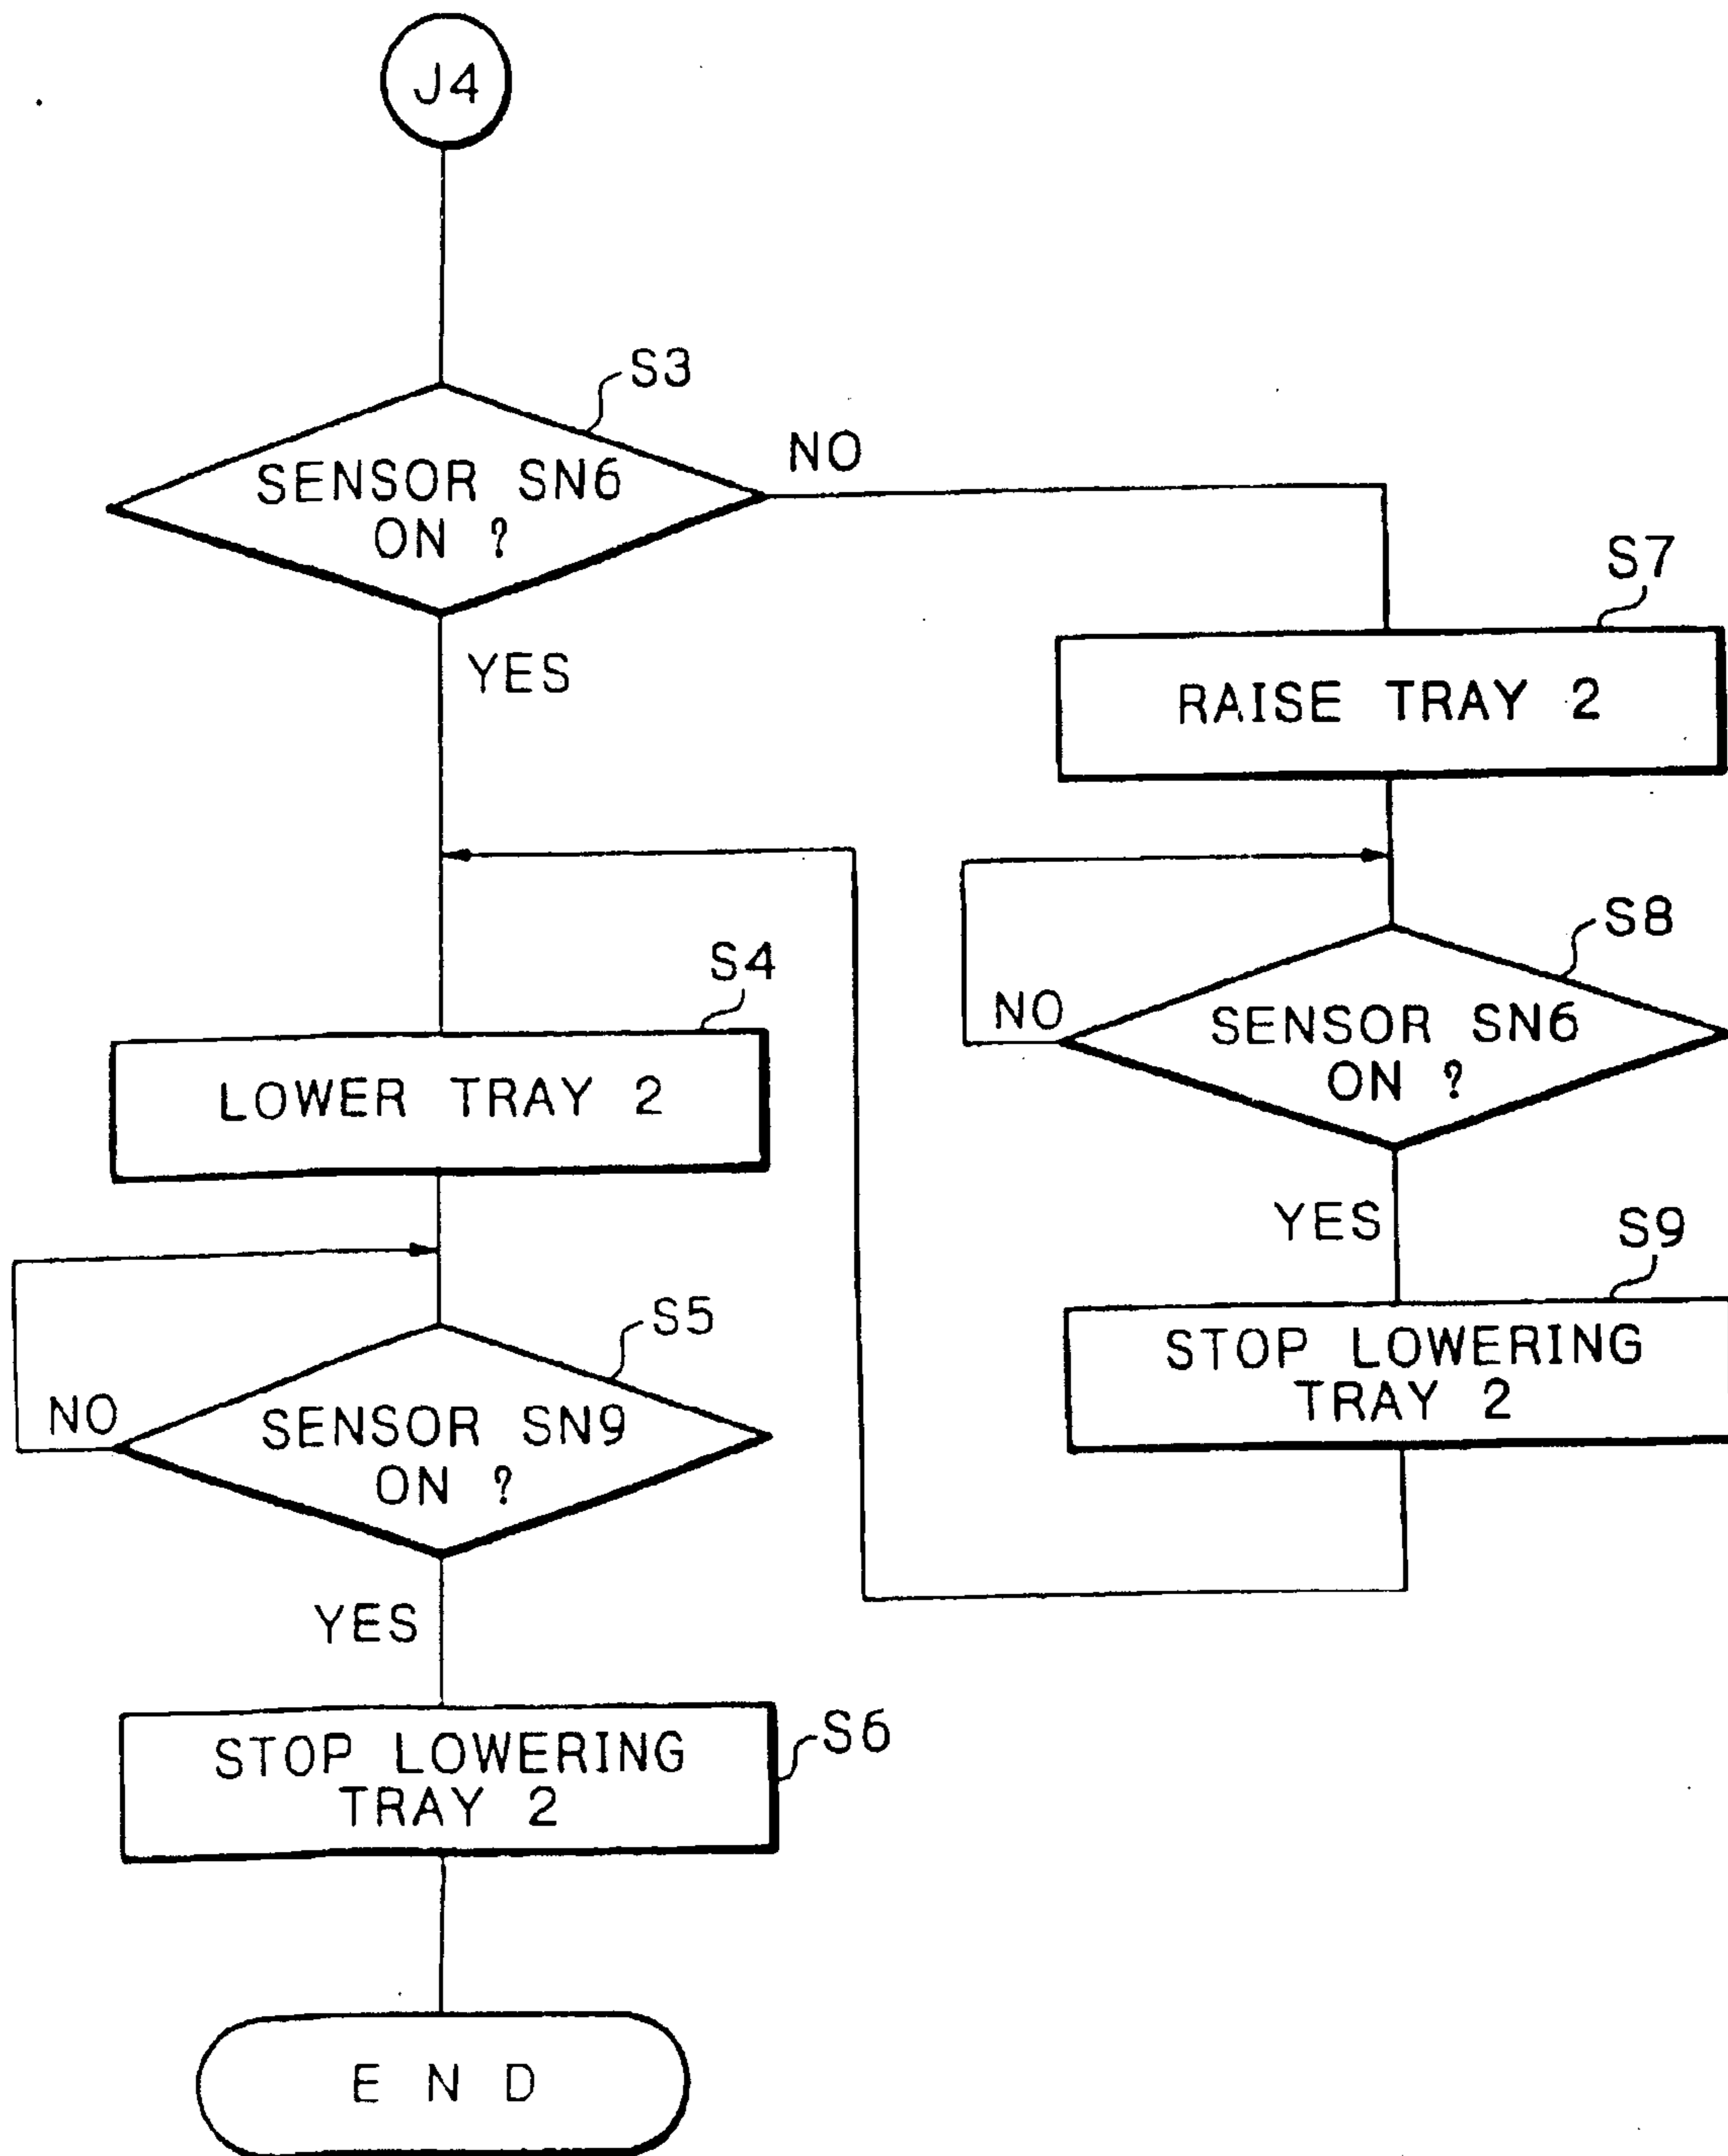 J4
S3
SENSOR SN6
ON ?
NO
YES
S7
RAISE TRAY 2
S8
NO
SENSOR SN6
ON ?
YES
S9
STOP LOWERING
TRAY 2
S4
LOWER TRAY 2
S5
NO
SENSOR SN9
ON ?
YES
S6
STOP LOWERING
TRAY 2
E N D